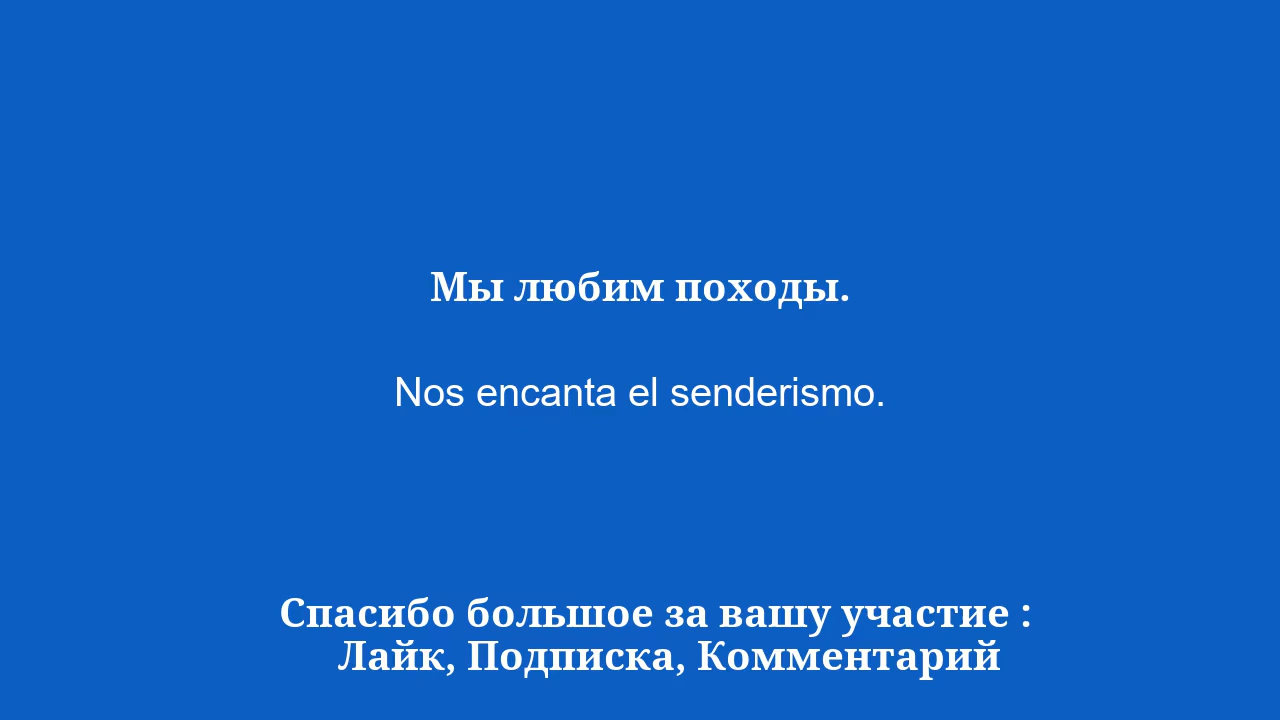 Мы любим походы.
Nos encanta el senderismo.
Спасибо большое за вашу участие :
Лайк, Подписка, Комментарий